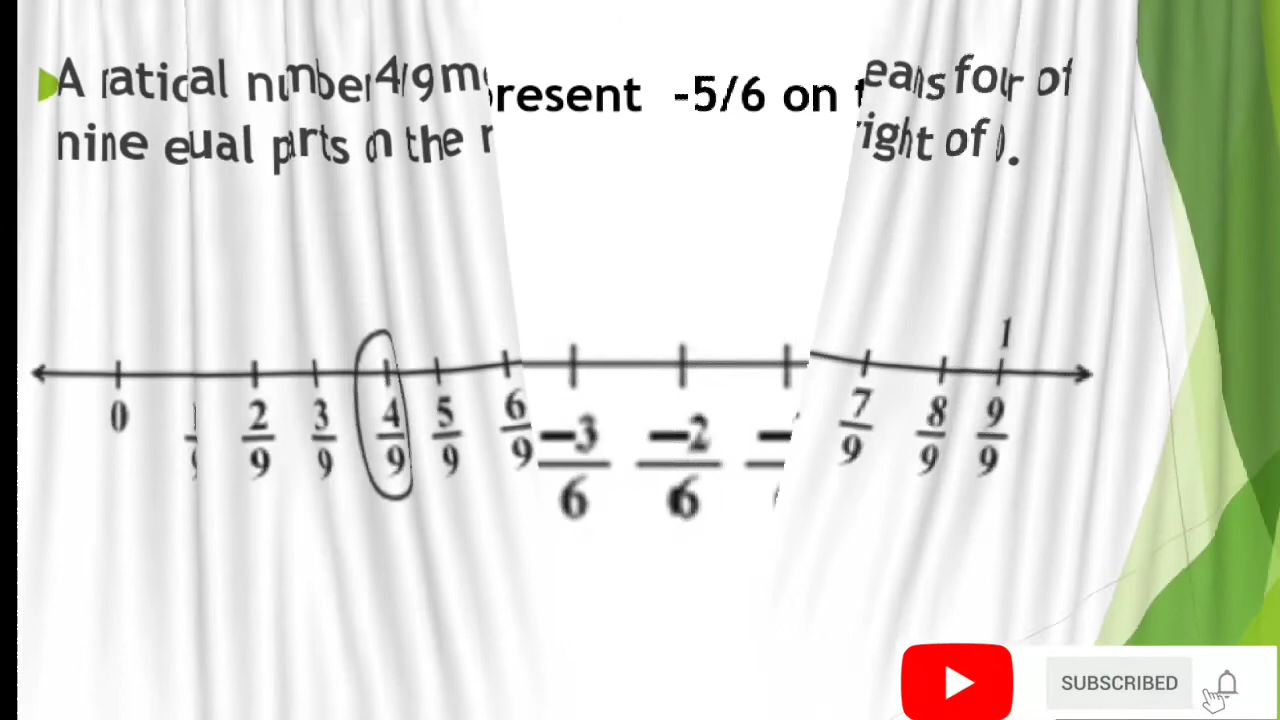 A ratical number 4/9 means four of
present -5/6 on
nine eual parts on the right of 0.
1
0 2/9 3/9 4/9 5/9 6/9 -3/6 -2/6 7/9 8/9 9/9
SUBSCRIBED